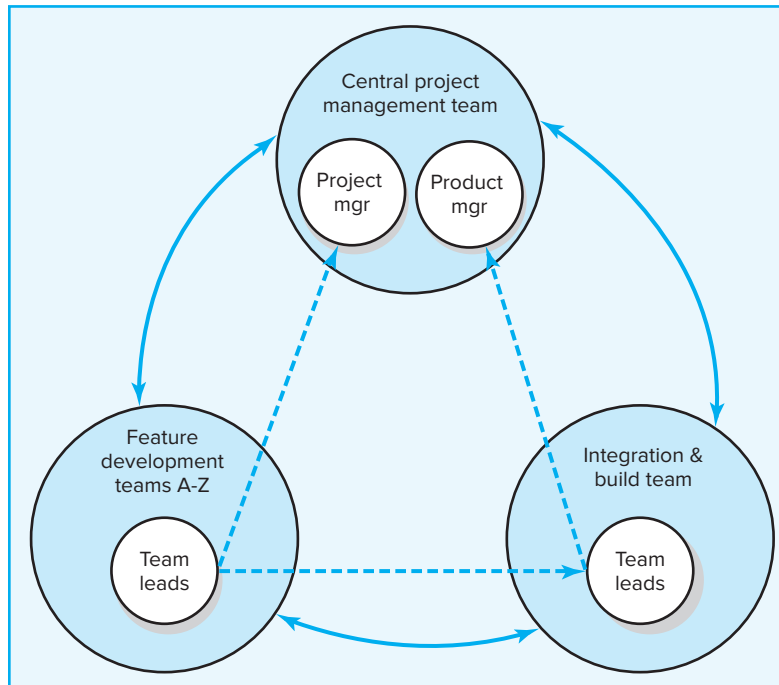 Central project
management team
Project
mgr
Product
mgr
Feature
development
teams A-Z
Team
leads
Integration &
build team
Team
leads